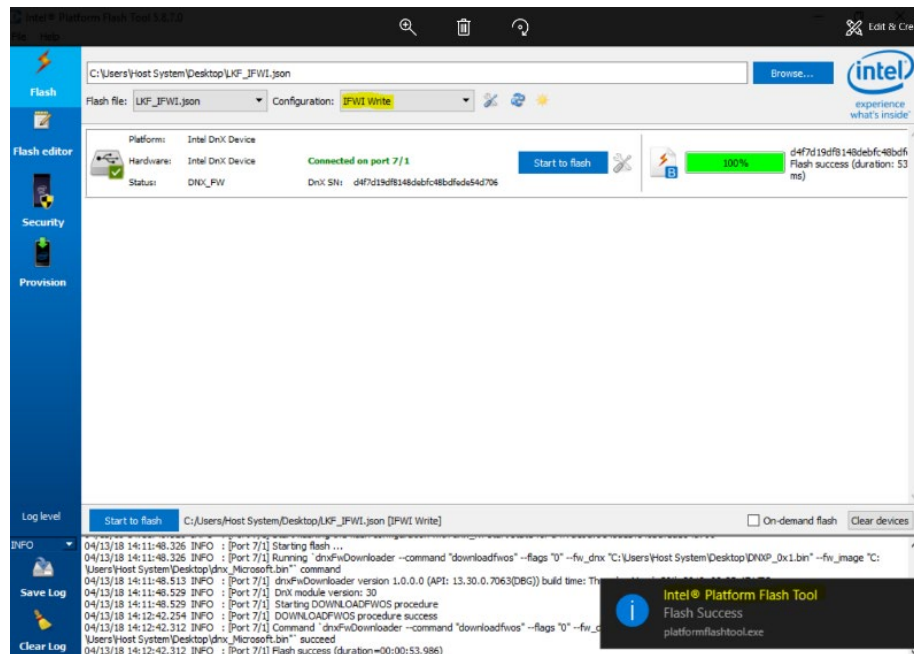 Intel® Platform Flash Tool 5.8.7.0
File Help
Edit & Cre
Flash
Flash editor
Security
Provision
C:\Users\Host System\Desktop\LKF_IFWI.json
Browse...
Flash file: LKF_IFWI.json Configuration: IFWI Write
intel
experience
what's inside
Platform: Intel DnX Device
Hardware: Intel DnX Device Connected on port 7/1
Status: DNX_FW DnX SN: d4f7d19df8148debfc48bdfede54d706
Start to flash
B
100%
d4f7d19df8148debfc48bdf
Flash success (duration: 53
ms)
Log level
Start to flash C:/Users/Host System/Desktop/LKF_IFWI.json [IFWI Write]
On-demand flash Clear devices
INFO
Save Log
Clear Log
04/13/18 14:11:48.326 INFO : [Port 7/1] Starting flash ...
04/13/18 14:11:48.326 INFO : [Port 7/1] Running `dnxFwDownloader --command "downloadfwos" --flags "0" --fw_dnx "C:\Users\Host System\Desktop\DNXP_0x1.bin" --fw_image "C:
\Users\Host System\Desktop\dnx_Microsoft.bin"` command
04/13/18 14:11:48.513 INFO : [Port 7/1] dnxFwDownloader version 1.0.0.0 (API: 13.30.0.7063(DBG)) build time:
04/13/18 14:11:48.529 INFO : [Port 7/1] DnX module version: 30
04/13/18 14:11:48.529 INFO : [Port 7/1] Starting DOWNLOADFWOS procedure
04/13/18 14:12:42.254 INFO : [Port 7/1] DOWNLOADFWOS procedure success
04/13/18 14:12:42.312 INFO : [Port 7/1] Command `dnxFwDownloader --command "downloadfwos" --flags "0" --fw_d
\Users\Host System\Desktop\dnx_Microsoft.bin"` succeed
04/13/18 14:12:42.312 INFO : [Port 7/1] Flash success (duration=00:00:53.986)
Intel® Platform Flash Tool
Flash Success
platformflashtool.exe